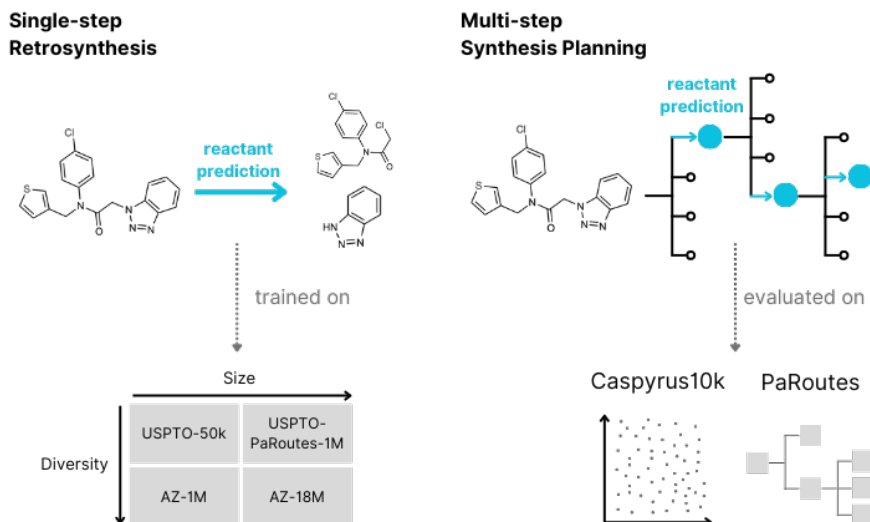 Single-step
Retrosynthesis
Cl
S
N
O
N
N=N
reactant
prediction
Cl
Cl
S
N
O
HN
N=N
trained on
Size
Diversity
USPTO-50k
USPTO-
PaRoutes-1M
AZ-1M
AZ-18M
Multi-step
Synthesis Planning
Cl
S
N
O
N
N=N
reactant
prediction
evaluated on
Caspyrus10k
PaRoutes